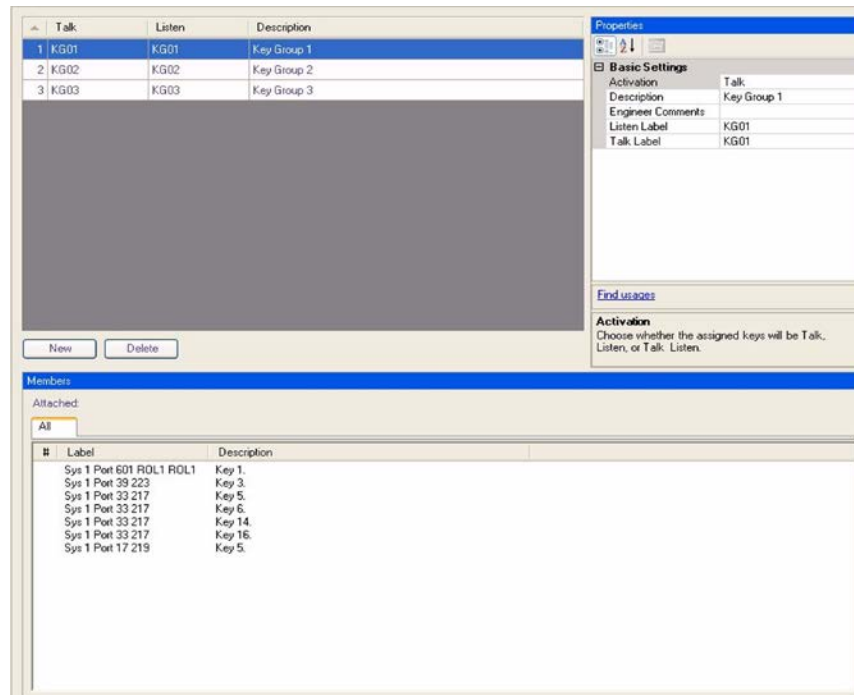 Talk Listen Description
1 KG01 KG01 Key Group 1
2 KG02 KG02 Key Group 2
3 KG03 KG03 Key Group 3
New Delete
Properties
Basic Settings
Activation Talk
Description Key Group 1
Engineer Comments
Listen Label KG01
Talk Label KG01
Find usages
Activation
Choose whether the assigned keys will be Talk,
Listen, or Talk Listen.
Members
Attached:
All
# Label Description
Sys 1 Port 601 ROL1 ROL1 Key 1.
Sys 1 Port 39 223 Key 3.
Sys 1 Port 33 217 Key 5.
Sys 1 Port 33 217 Key 6.
Sys 1 Port 33 217 Key 14.
Sys 1 Port 33 217 Key 16.
Sys 1 Port 17 219 Key 5.